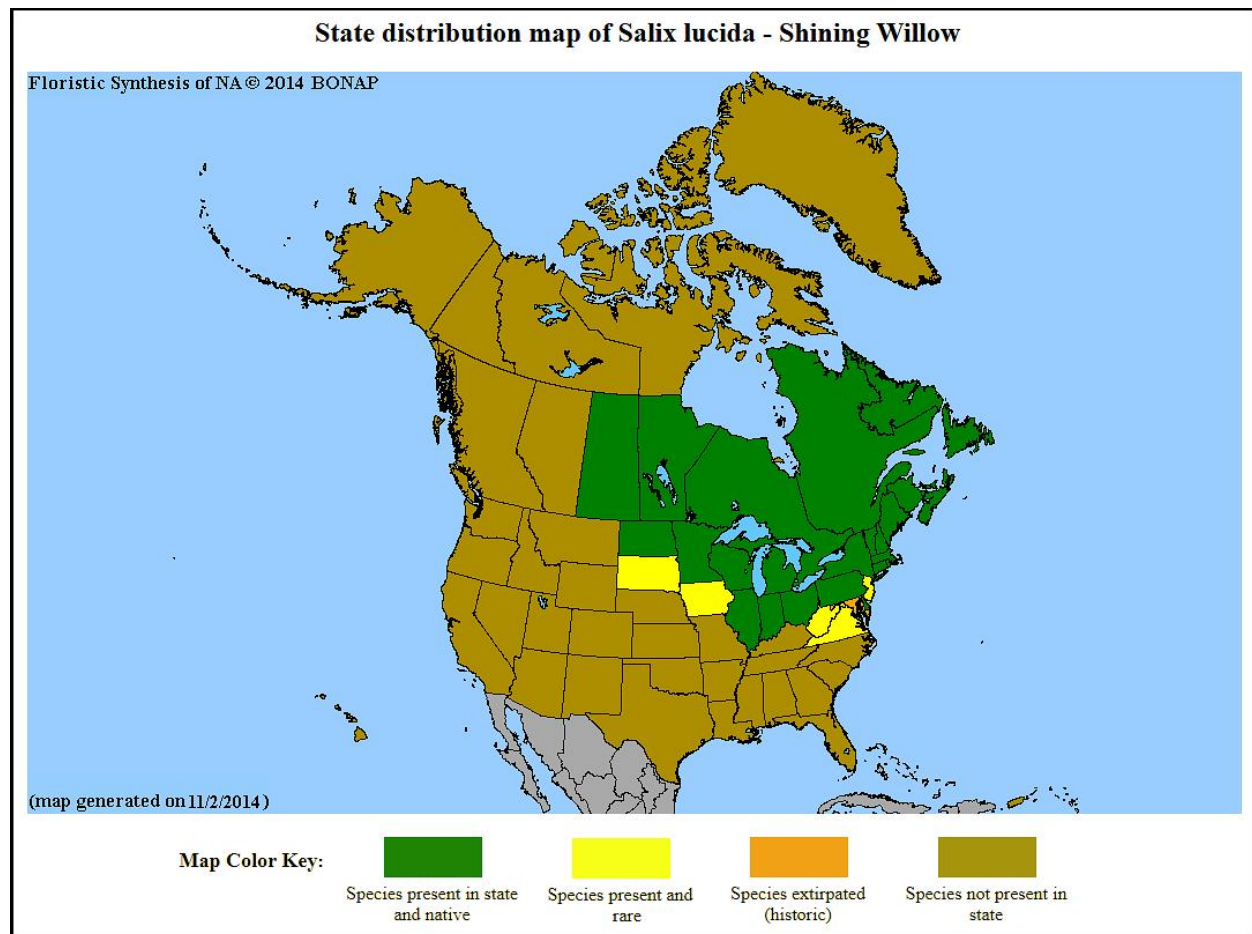 State distribution map of Salix lucida - Shining Willow
Floristic Synthesis of NA © 2014 BONAP
(map generated on 11/2/2014)
Map Color Key:
Species present in state
and native
Species present and
rare
Species extirpated
(historic)
Species not present in
state